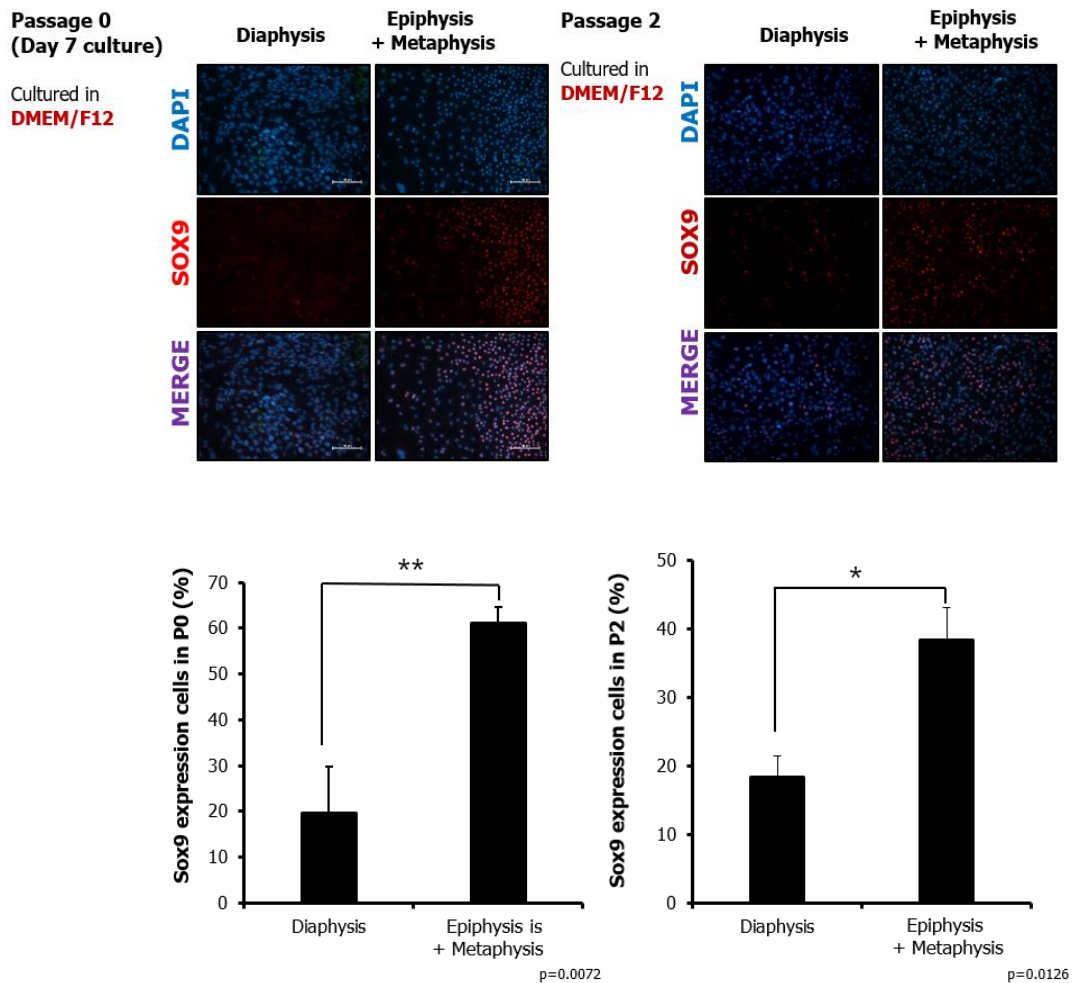 Passage 0
(Day 7 culture)
Cultured in
DMEM/F12
Diaphysis
Epiphysis
+ Metaphysis
DAPI
SOX9
MERGE
Passage 2
Cultured in
DMEM/F12
Diaphysis
Epiphysis
+ Metaphysis
DAPI
SOX9
MERGE
Sox9 expression cells in P0 (%)
70
60
50
40
30
20
10
0
**
Diaphysis
Epiphysis is
+ Metaphysis
p=0.0072
Sox9 expression cells in P2 (%)
50
40
30
20
10
0
*
Diaphysis
Epiphysis
+ Metaphysis
p=0.0126